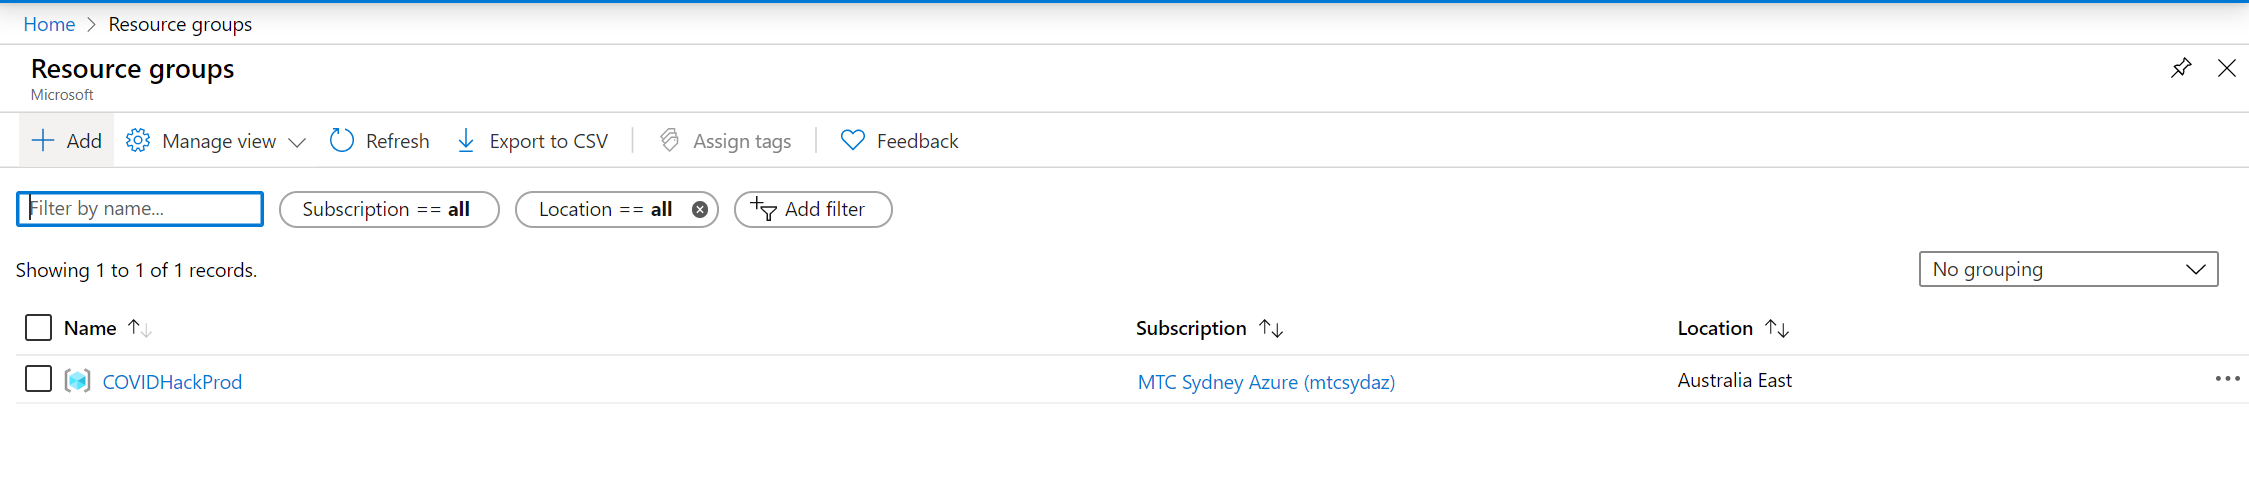 Home > Resource groups
Resource groups
Microsoft
Add Manage view Refresh Export to CSV Assign tags Feedback
Filter by name... Subscription == all Location == all Add filter
Showing 1 to 1 of 1 records. No grouping
Name Subscription Location
COVIDHackProd MTC Sydney Azure (mtcsydaz) Australia East